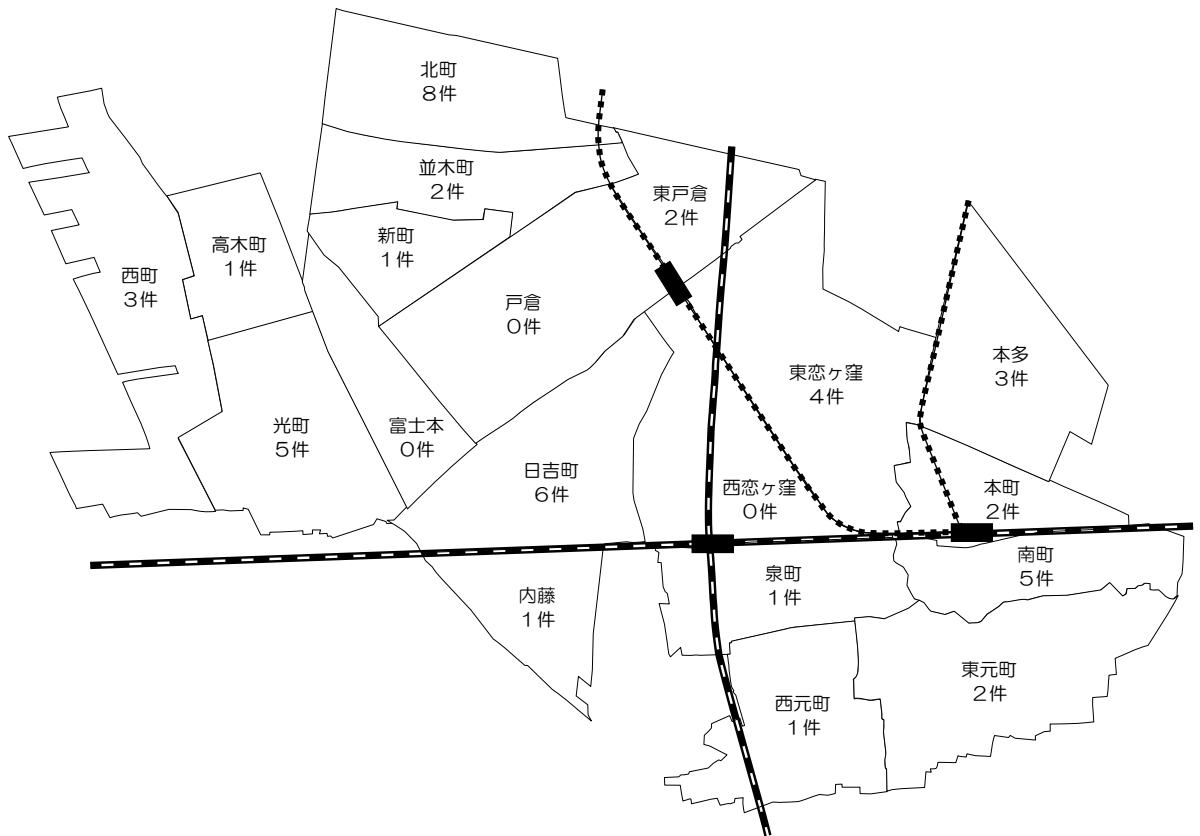 北町
8件
並木町
2件
東戸倉
2件
新町
1件
高木町
1件
西町
3件
戸倉
0件
本多
3件
東恋ヶ窪
4件
光町
5件
富士本
0件
日吉町
6件
西恋ヶ窪
0件
本町
2件
南町
5件
泉町
1件
内藤
1件
東元町
2件
西元町
1件